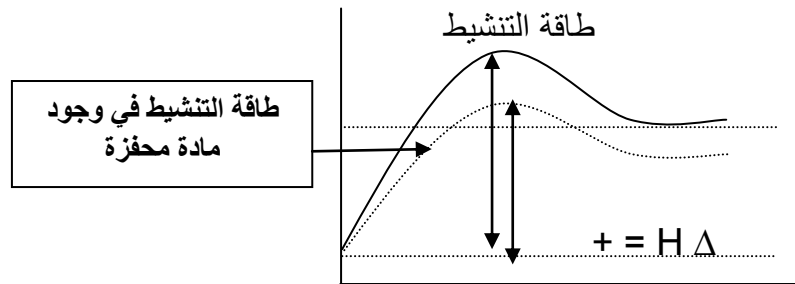 طاقة التنشيط
طاقة التنشيط في وجود
مادة محفزة
+ = H ∆